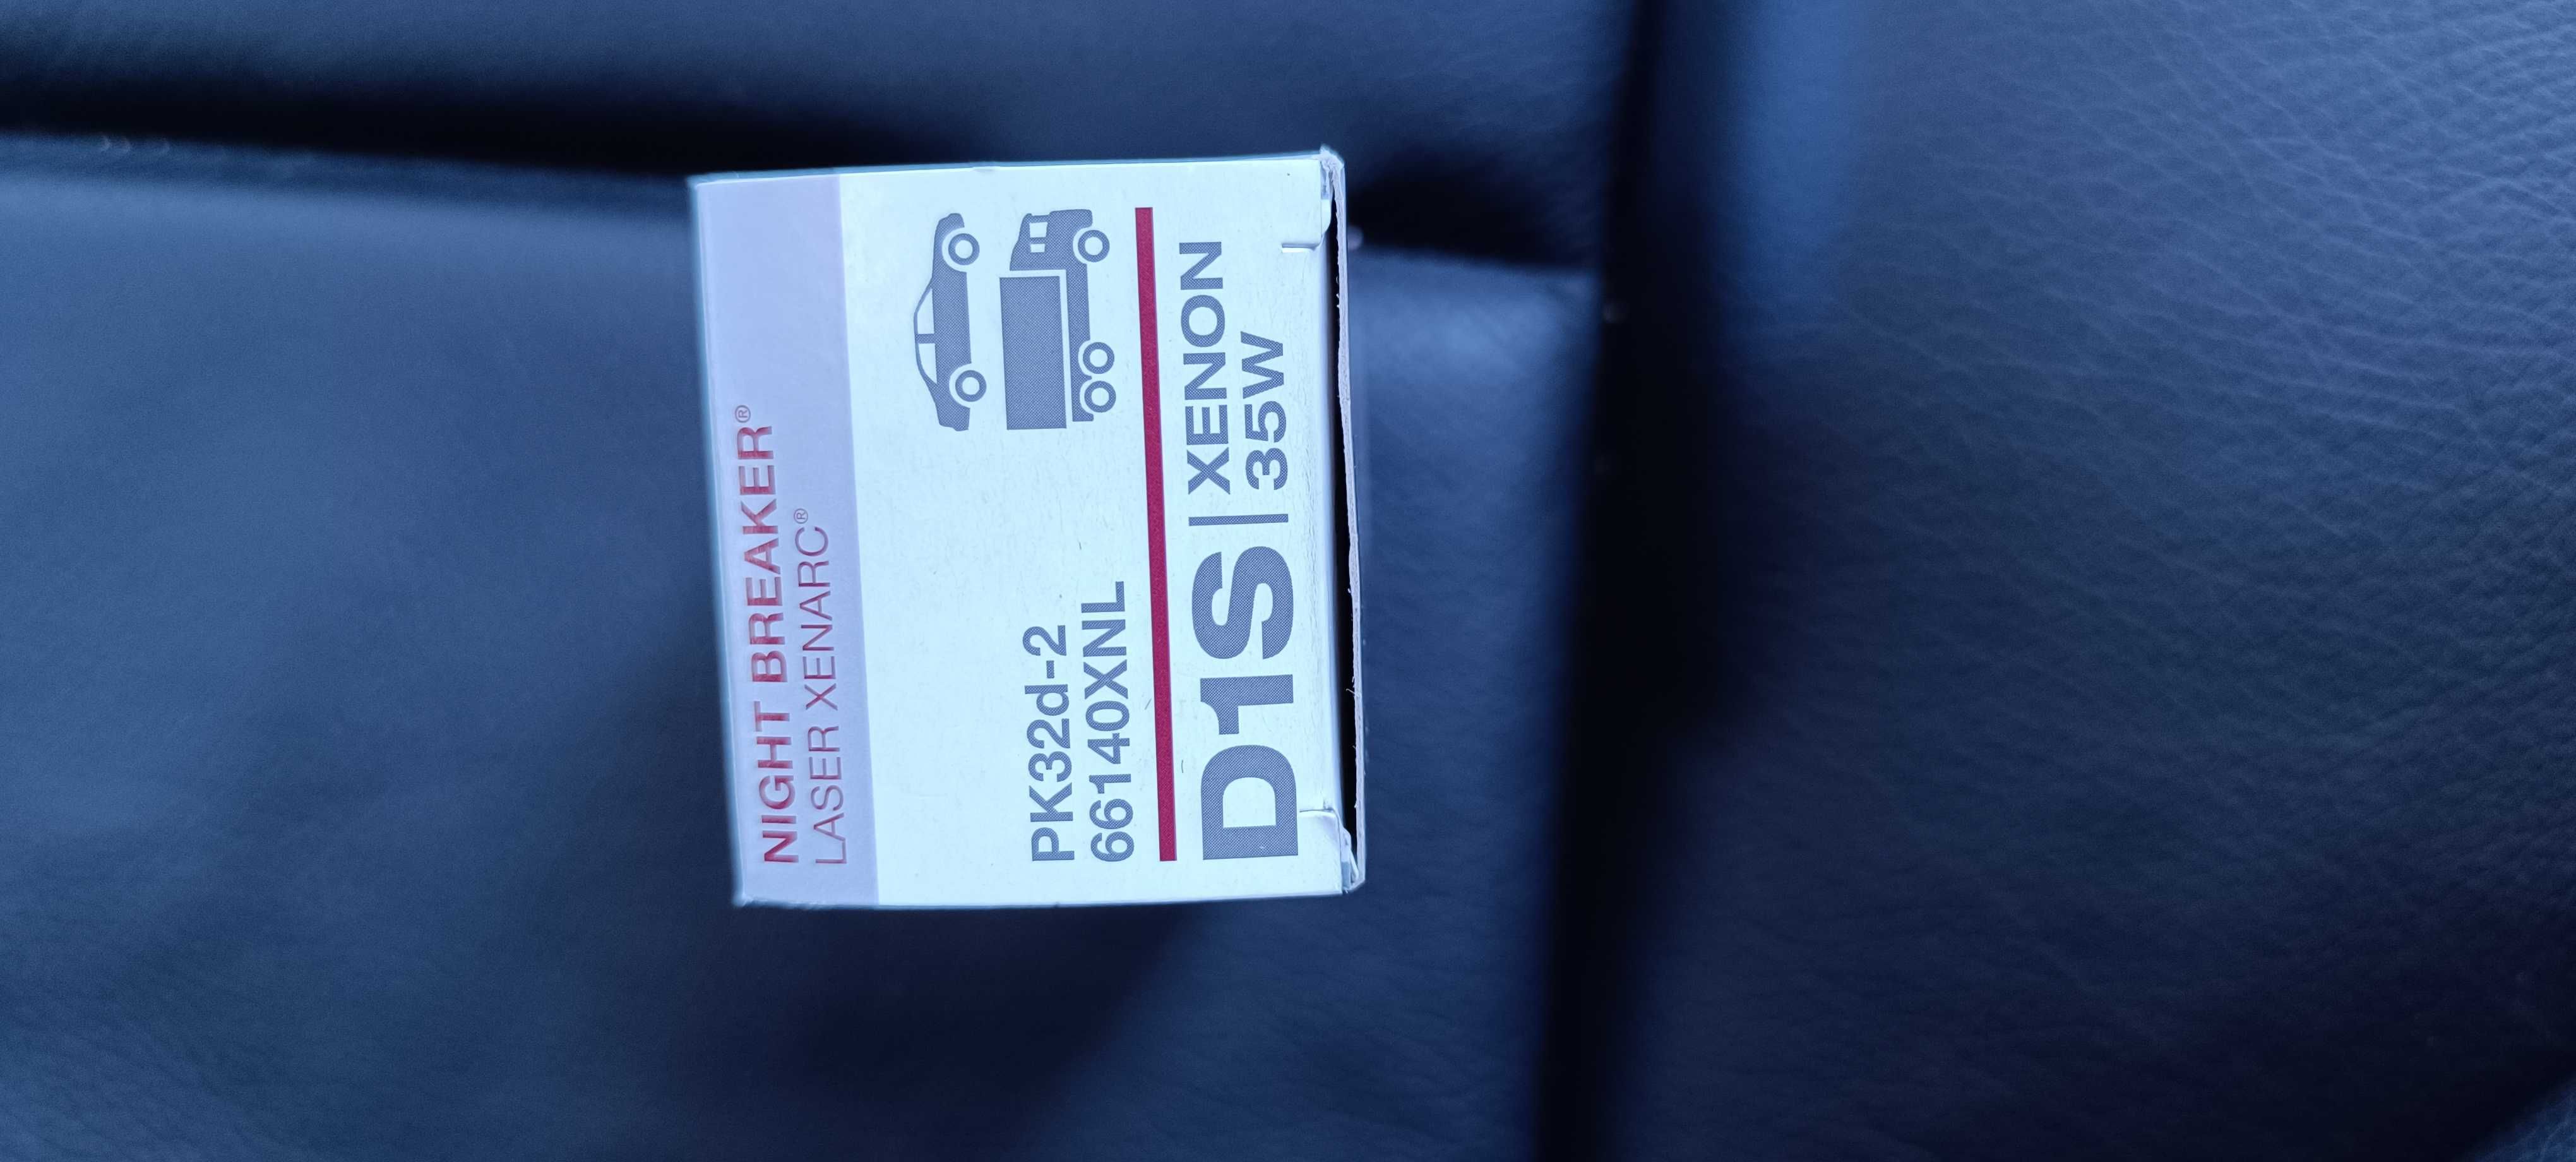 NIGHT BREAKER®
LASER XENARC®
PK32d-2
66140XNL
D1S | XENON
35W